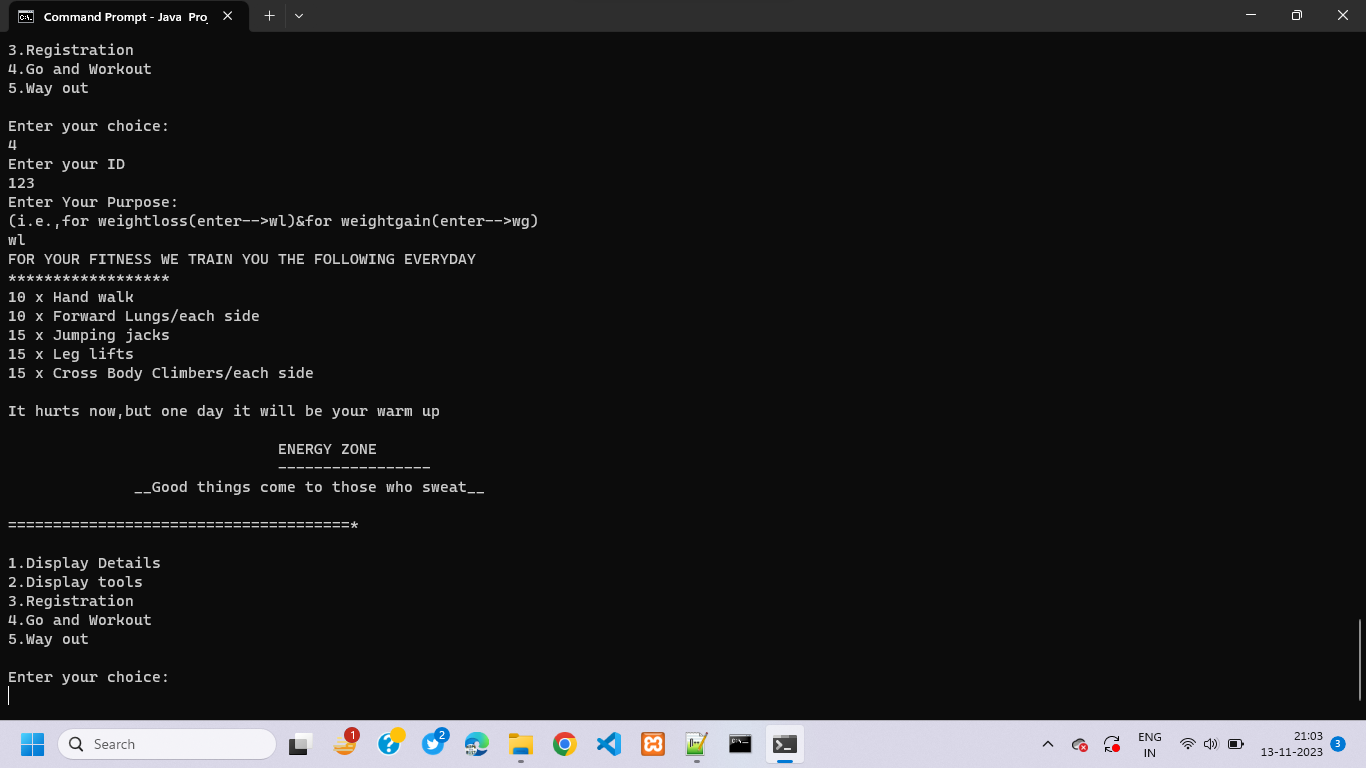 Command Prompt - Java Pro
3.Registration
4.Go and Workout
5.Way out
Enter your choice:
4
Enter your ID
123
Enter Your Purpose:
(i.e.,for weightloss(enter-->wl)&for weightgain(enter-->wg)
wl
FOR YOUR FITNESS WE TRAIN YOU THE FOLLOWING EVERYDAY
******************
10 x Hand walk
10 x Forward Lungs/each side
15 x Jumping jacks
15 x Leg lifts
15 x Cross Body Climbers/each side
It hurts now,but one day it will be your warm up
ENERGY ZONE
-----------------
__Good things come to those who sweat__
======================================*
1.Display Details
2.Display tools
3.Registration
4.Go and Workout
5.Way out
Enter your choice:
Search
1
2
ENG
IN
21:03
13-11-2023
3